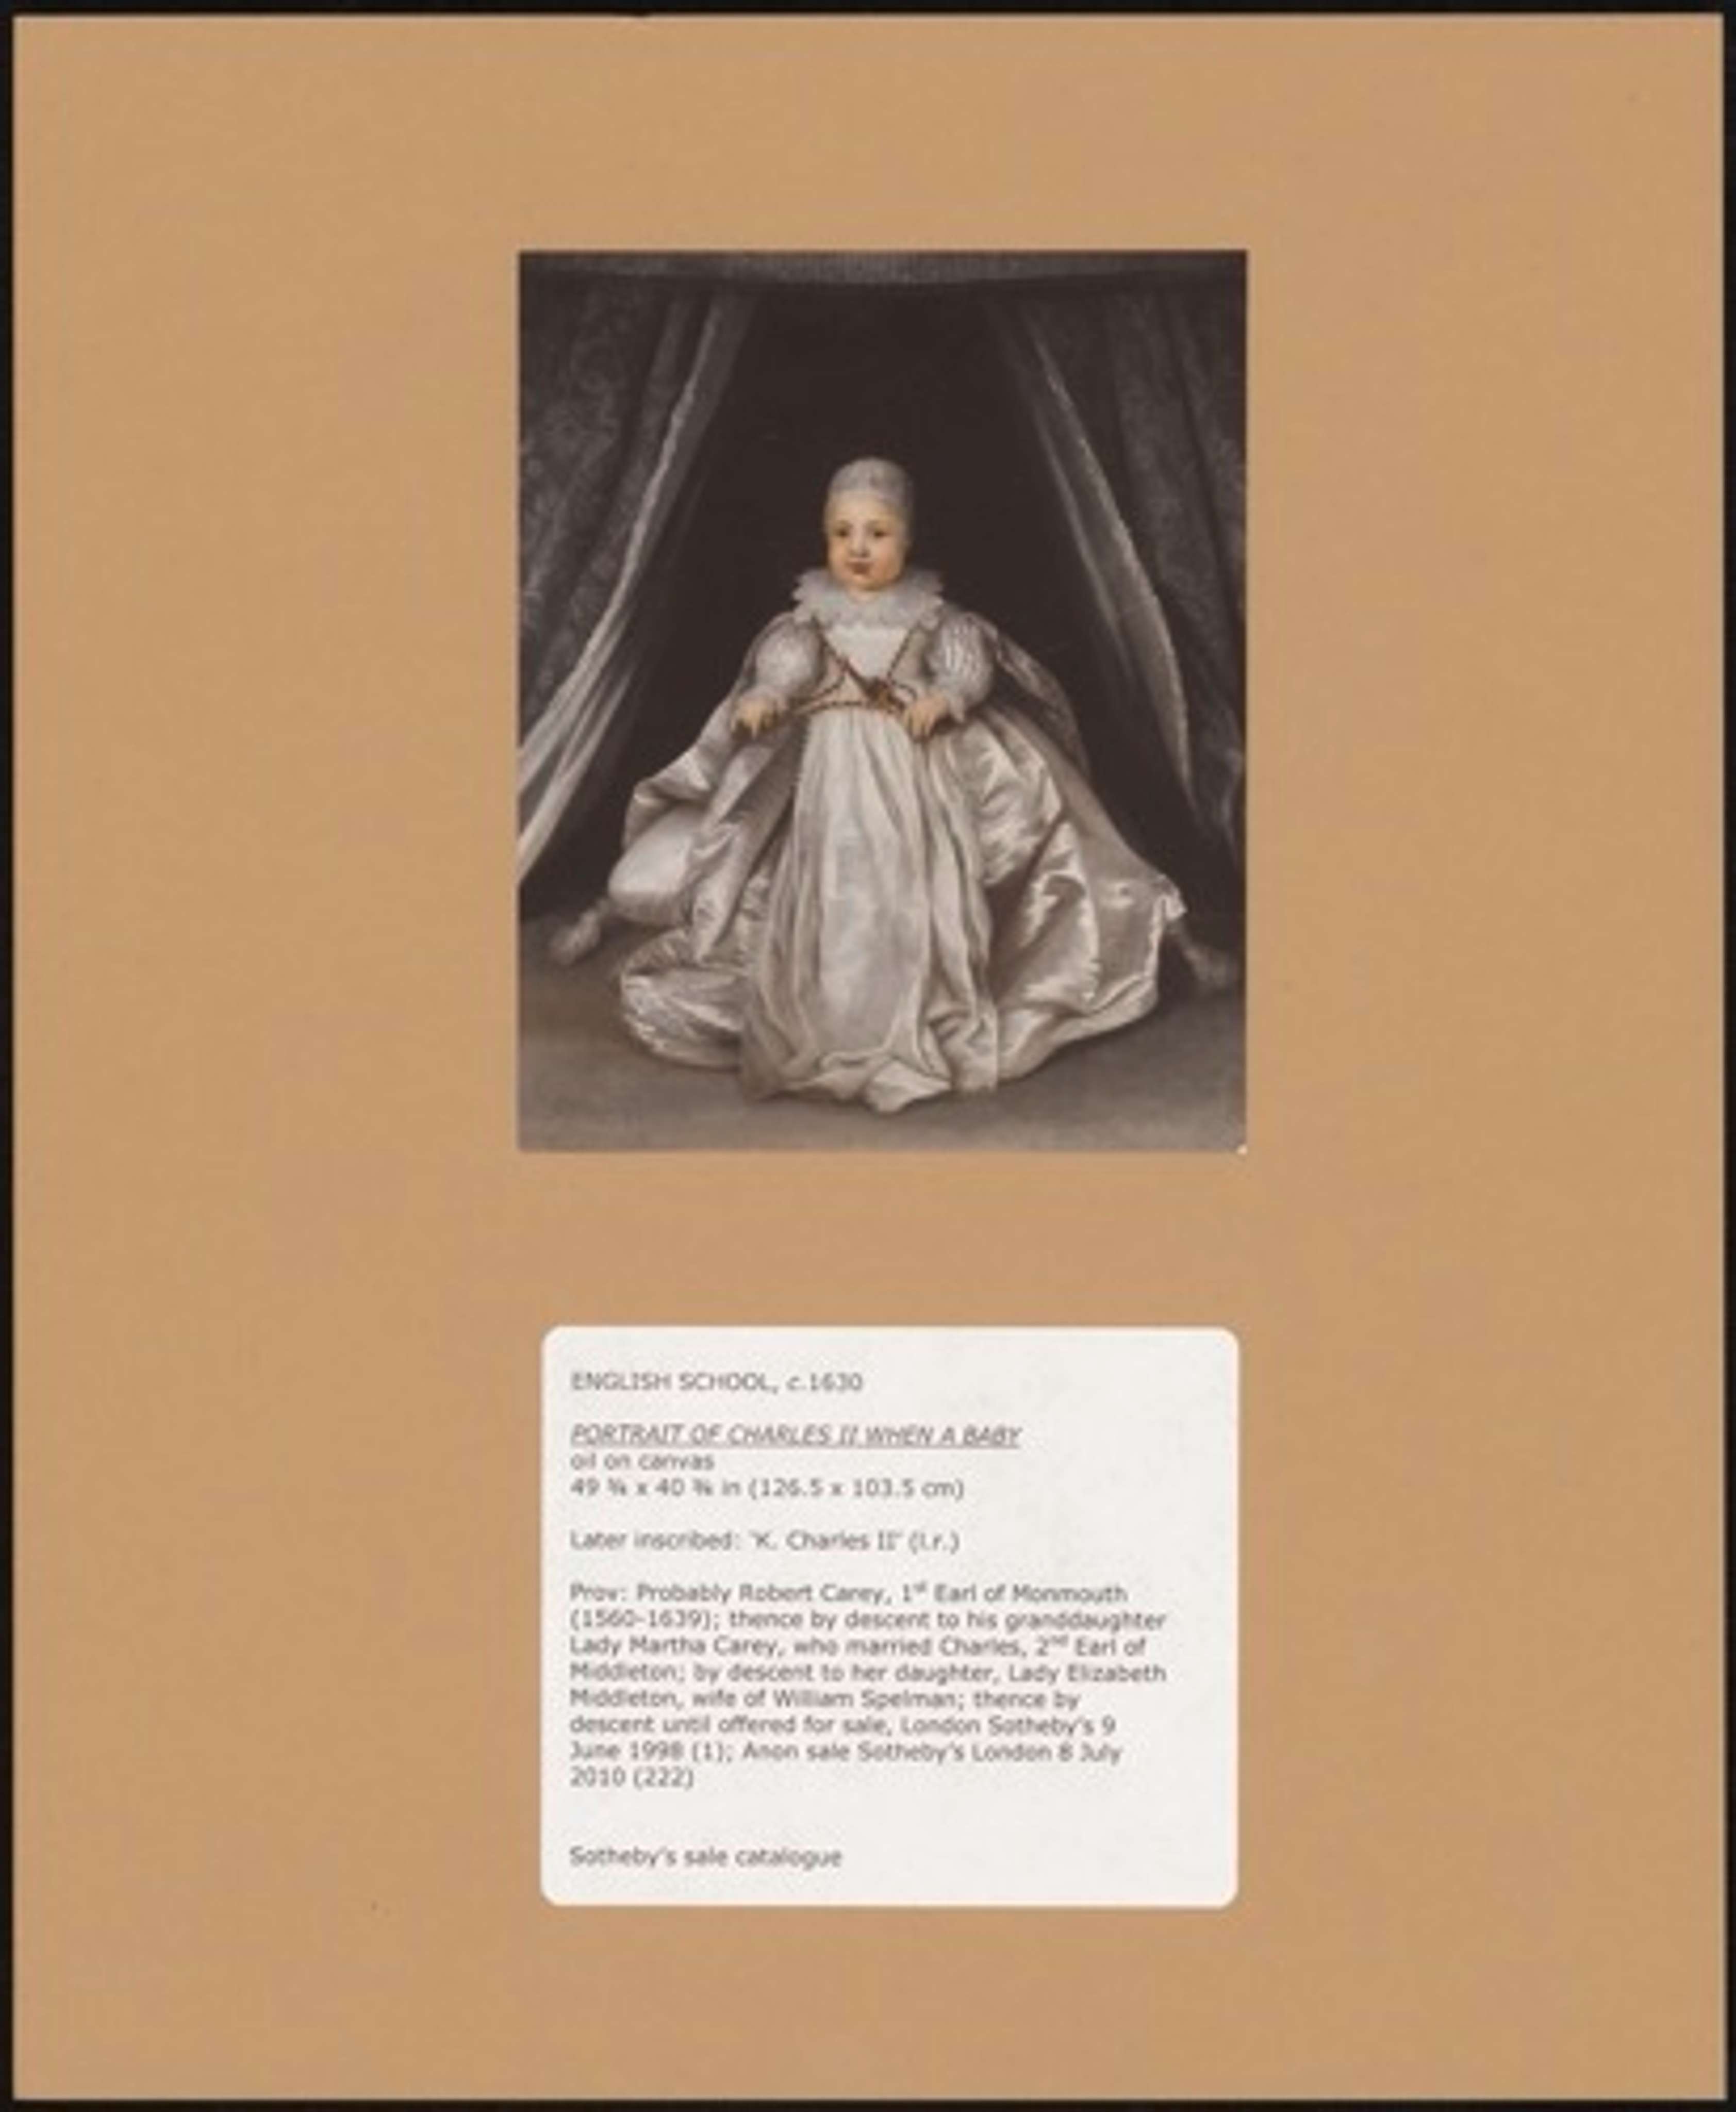 ENGLISH SCHOOL, c.1630
PORTRAIT OF CHARLES II WHEN A BABY
oil on canvas
49 ¾ x 40 ¾ in (126.5 x 103.5 cm)
Later inscribed: 'K. Charles II' (l.r.)
Prov: Probably Robert Carey, 1st Earl of Monmouth
(1560-1639); thence by descent to his granddaughter
Lady Martha Carey, who married Charles, 2nd Earl of
Middleton; by descent to her daughter, Lady Elizabeth
Middleton, wife of William Spelman; thence by
descent until offered for sale, London Sotheby's 9
June 1998 (1); Anon sale Sotheby's London 8 July
2010 (222)
Sotheby's sale catalogue